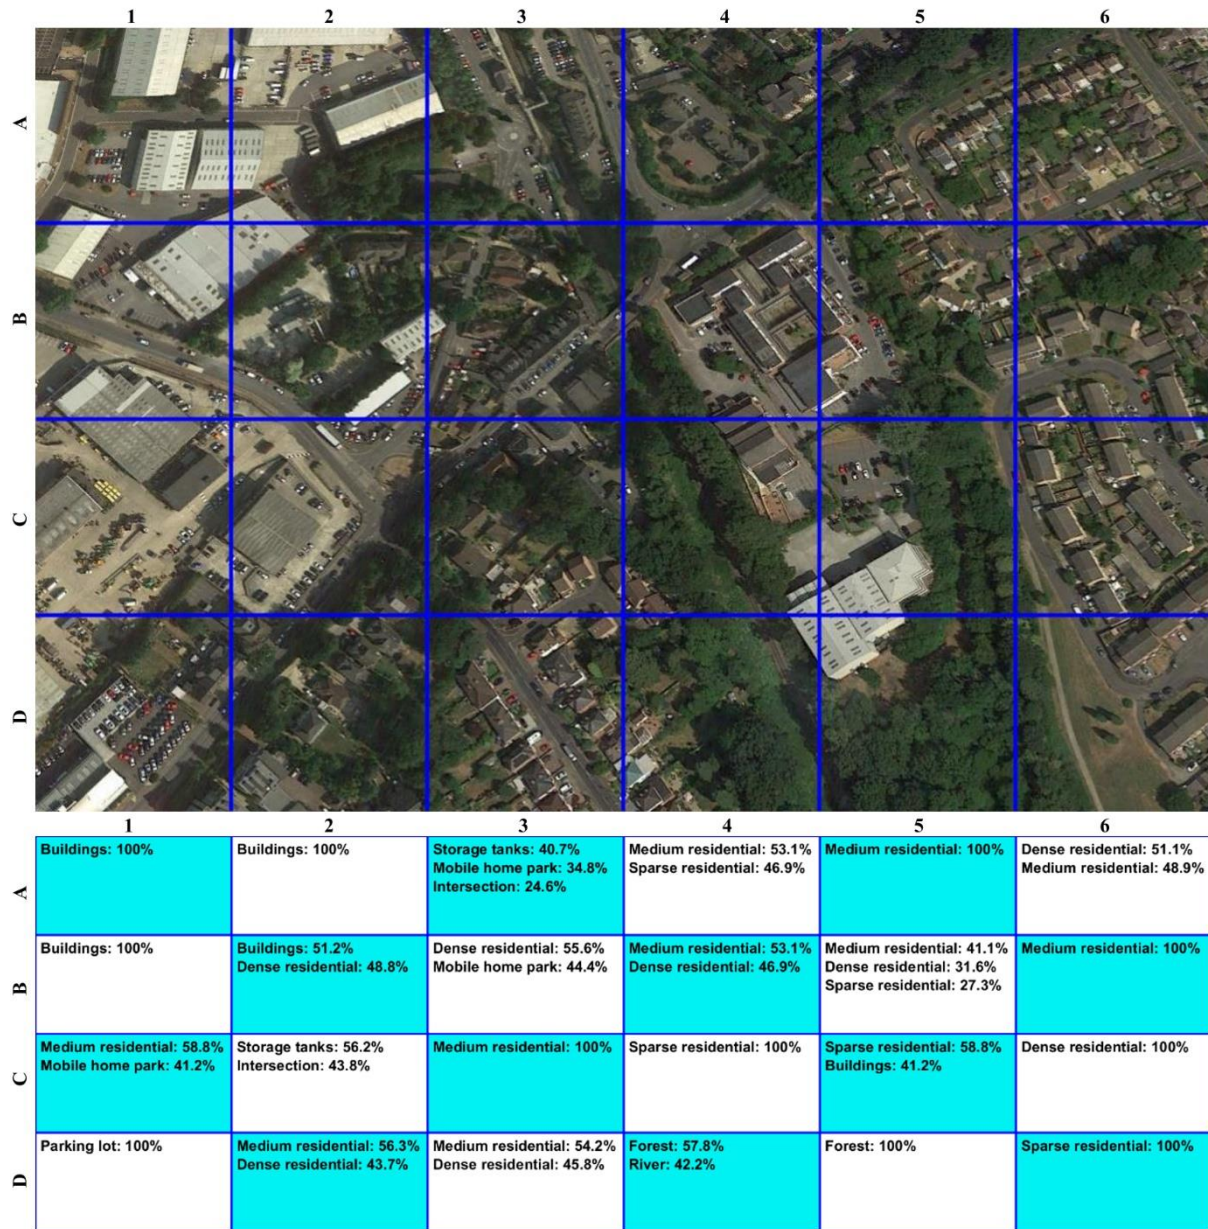 1 2 3 4 5 6
A
B
C
D
1 2 3 4 5 6
A
Buildings: 100%
Buildings: 100%
Storage tanks: 40.7%
Mobile home park: 34.8%
Intersection: 24.6%
Medium residential: 53.1%
Sparse residential: 46.9%
Medium residential: 100%
Dense residential: 51.1%
Medium residential: 48.9%
B
Buildings: 100%
Buildings: 51.2%
Dense residential: 48.8%
Dense residential: 55.6%
Mobile home park: 44.4%
Medium residential: 53.1%
Dense residential: 46.9%
Medium residential: 41.1%
Dense residential: 31.6%
Sparse residential: 27.3%
Medium residential: 100%
C
Medium residential: 58.8%
Mobile home park: 41.2%
Storage tanks: 56.2%
Intersection: 43.8%
Medium residential: 100%
Sparse residential: 100%
Sparse residential: 58.8%
Buildings: 41.2%
Dense residential: 100%
D
Parking lot: 100%
Medium residential: 56.3%
Dense residential: 43.7%
Medium residential: 54.2%
Dense residential: 45.8%
Forest: 57.8%
River: 42.2%
Forest: 100%
Sparse residential: 100%